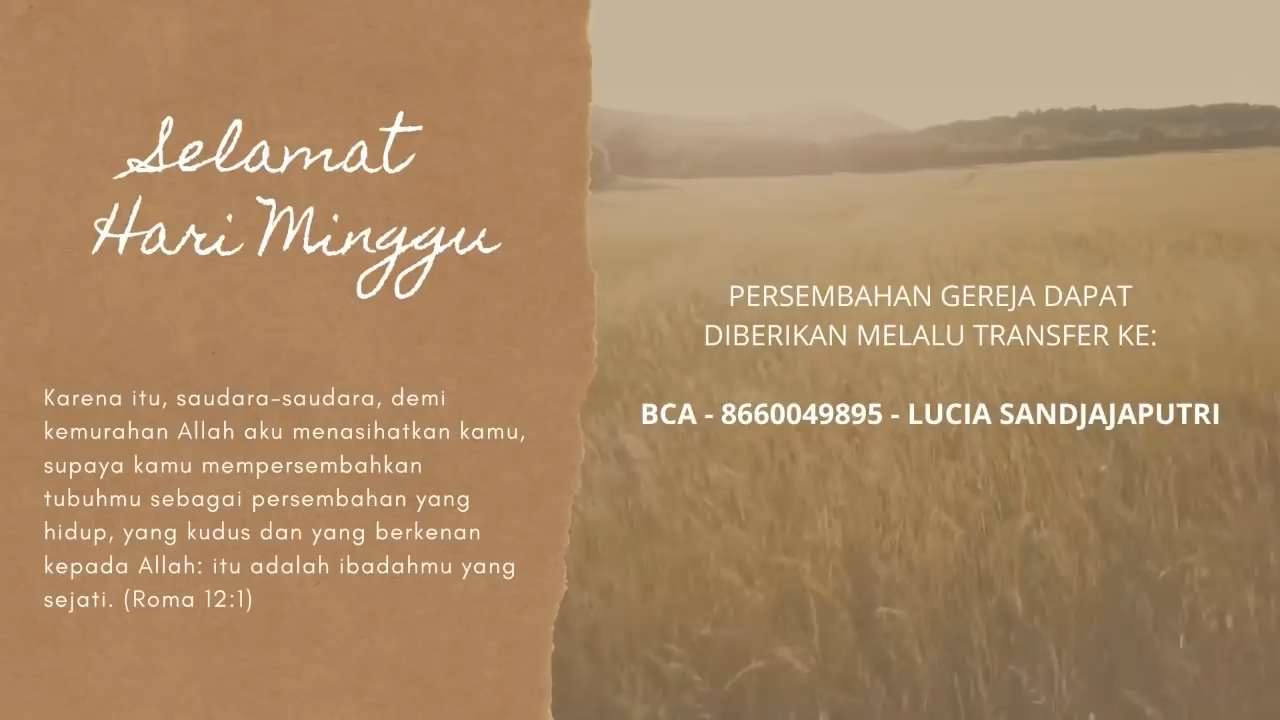 Selamat
Hari Minggu
Karena itu, saudara-saudara, demi
kemurahan Allah aku menasihatkan kamu,
supaya kamu mempersembahkan
tubuhmu sebagai persembahan yang
hidup, yang kudus dan yang berkenan
kepada Allah: itu adalah ibadahmu yang
sejati. (Roma 12:1)
PERSEMBAHAN GEREJA DAPAT
DIBERIKAN MELALU TRANSFER KE:
BCA - 8660049895 - LUCIA SANDJAJAPUTRI